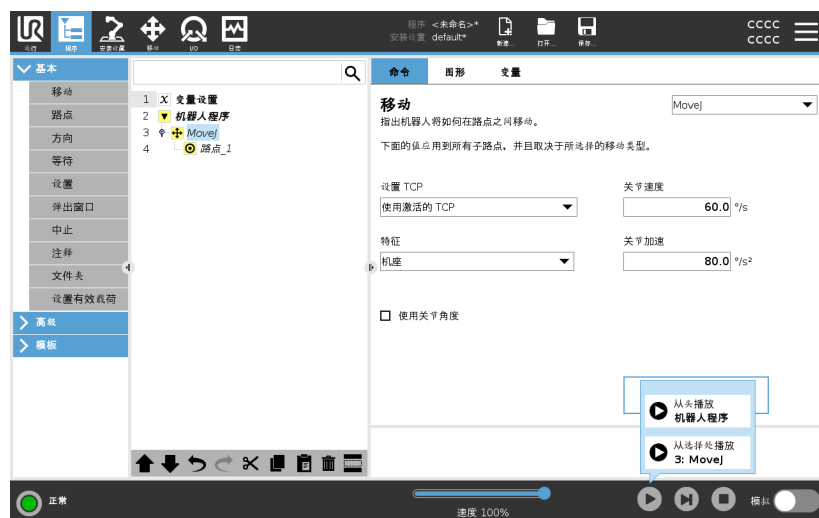 UR
运行
程序
安装设置
移动
I/O
日志
程序 <未命名>*
安装设置 default*
新建...
打开...
保存...
CCCC
CCCC
基本
移动
路点
方向
等待
设置
弹出窗口
中止
注释
文件夹
设置有效载荷
高级
模板
1 X 变量设置
2 机器人程序
3 MoveJ
4 路点_1
命令 图形 变量
移动
MoveJ
指出机器人将如何在路点之间移动。
下面的值应用到所有子路点，并且取决于所选择的移动类型。
设置 TCP
关节速度
使用激活的 TCP
60.0 °/s
特征
关节加速
机座
80.0 °/s²
使用关节角度
从头播放
机器人程序
从选择处播放
3: MoveJ
正常
速度 100%
模拟